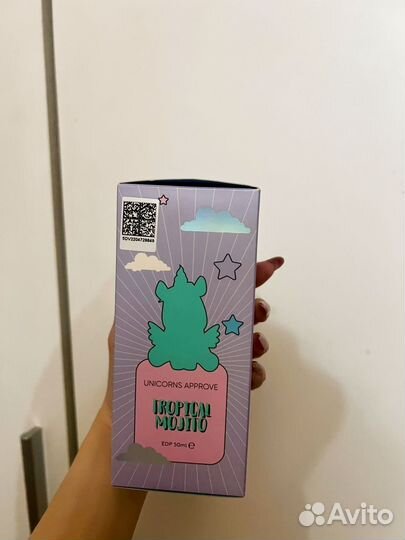 UNICORNS APPROVE
TROPICAL
MOJITO
EDP 50ml ℮
Avito